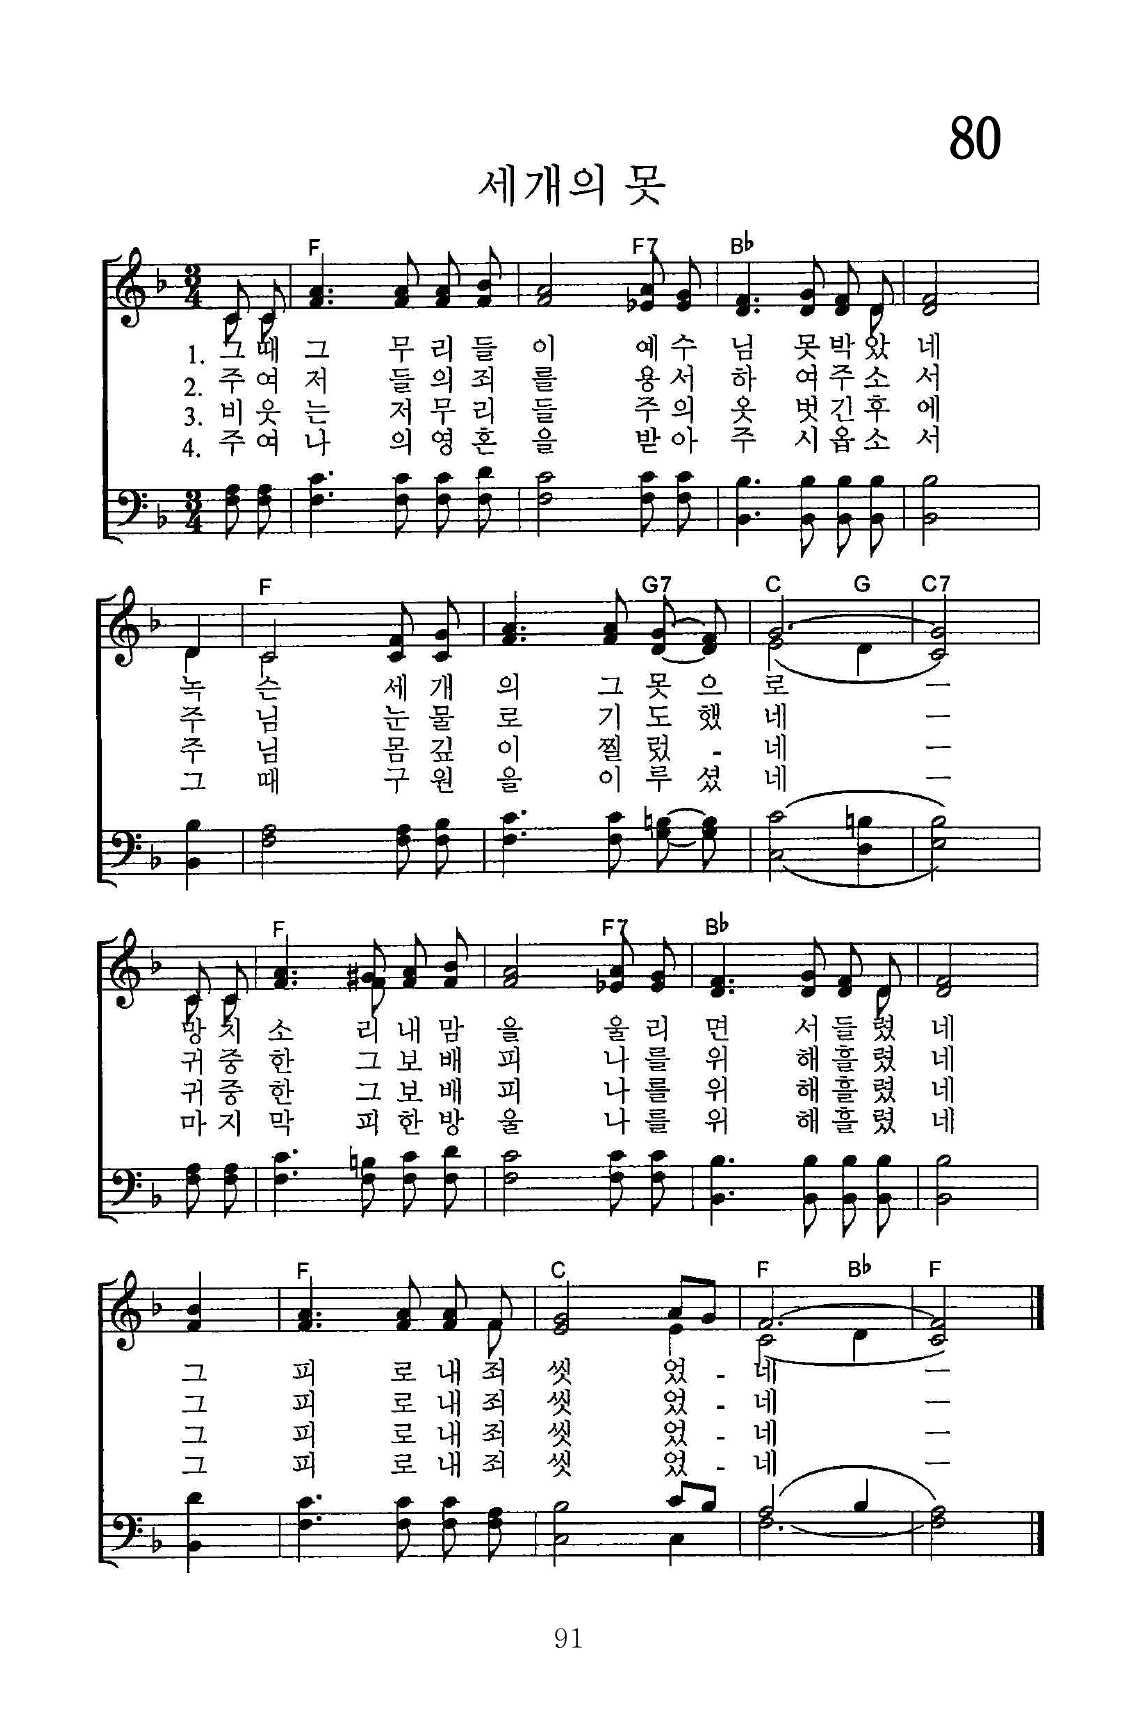 80
세개의 못
F F7 B♭
3/4
1. 그때 그 무리들이 예수님 못박았네
2. 주여 저 들의죄를 용서하 여주소서
3. 비웃는 저무리들 주의옷 벗긴후에
4. 주여나 의영혼을 받아주 시옵소서
3/4
F G7 C G C7
녹슨 세개의 그못으로 ㅡ
주님 눈물로 기도했네 ㅡ
주님 몸깊이 찔렀-네 ㅡ
그때 구원을 이루셨네 ㅡ
F F7 B♭
망치소 리내맘을 울리면 서들렸네
귀중한 그보배피 나를위 해흘렸네
귀중한 그보배피 나를위 해흘렸네
마지막 피한방울 나를위 해흘렸네
F C F B♭ F
그 피 로내죄씻 었-네 ㅡ
그 피 로내죄씻 었-네 ㅡ
그 피 로내죄씻 었-네 ㅡ
그 피 로내죄씻 었-네 ㅡ
91